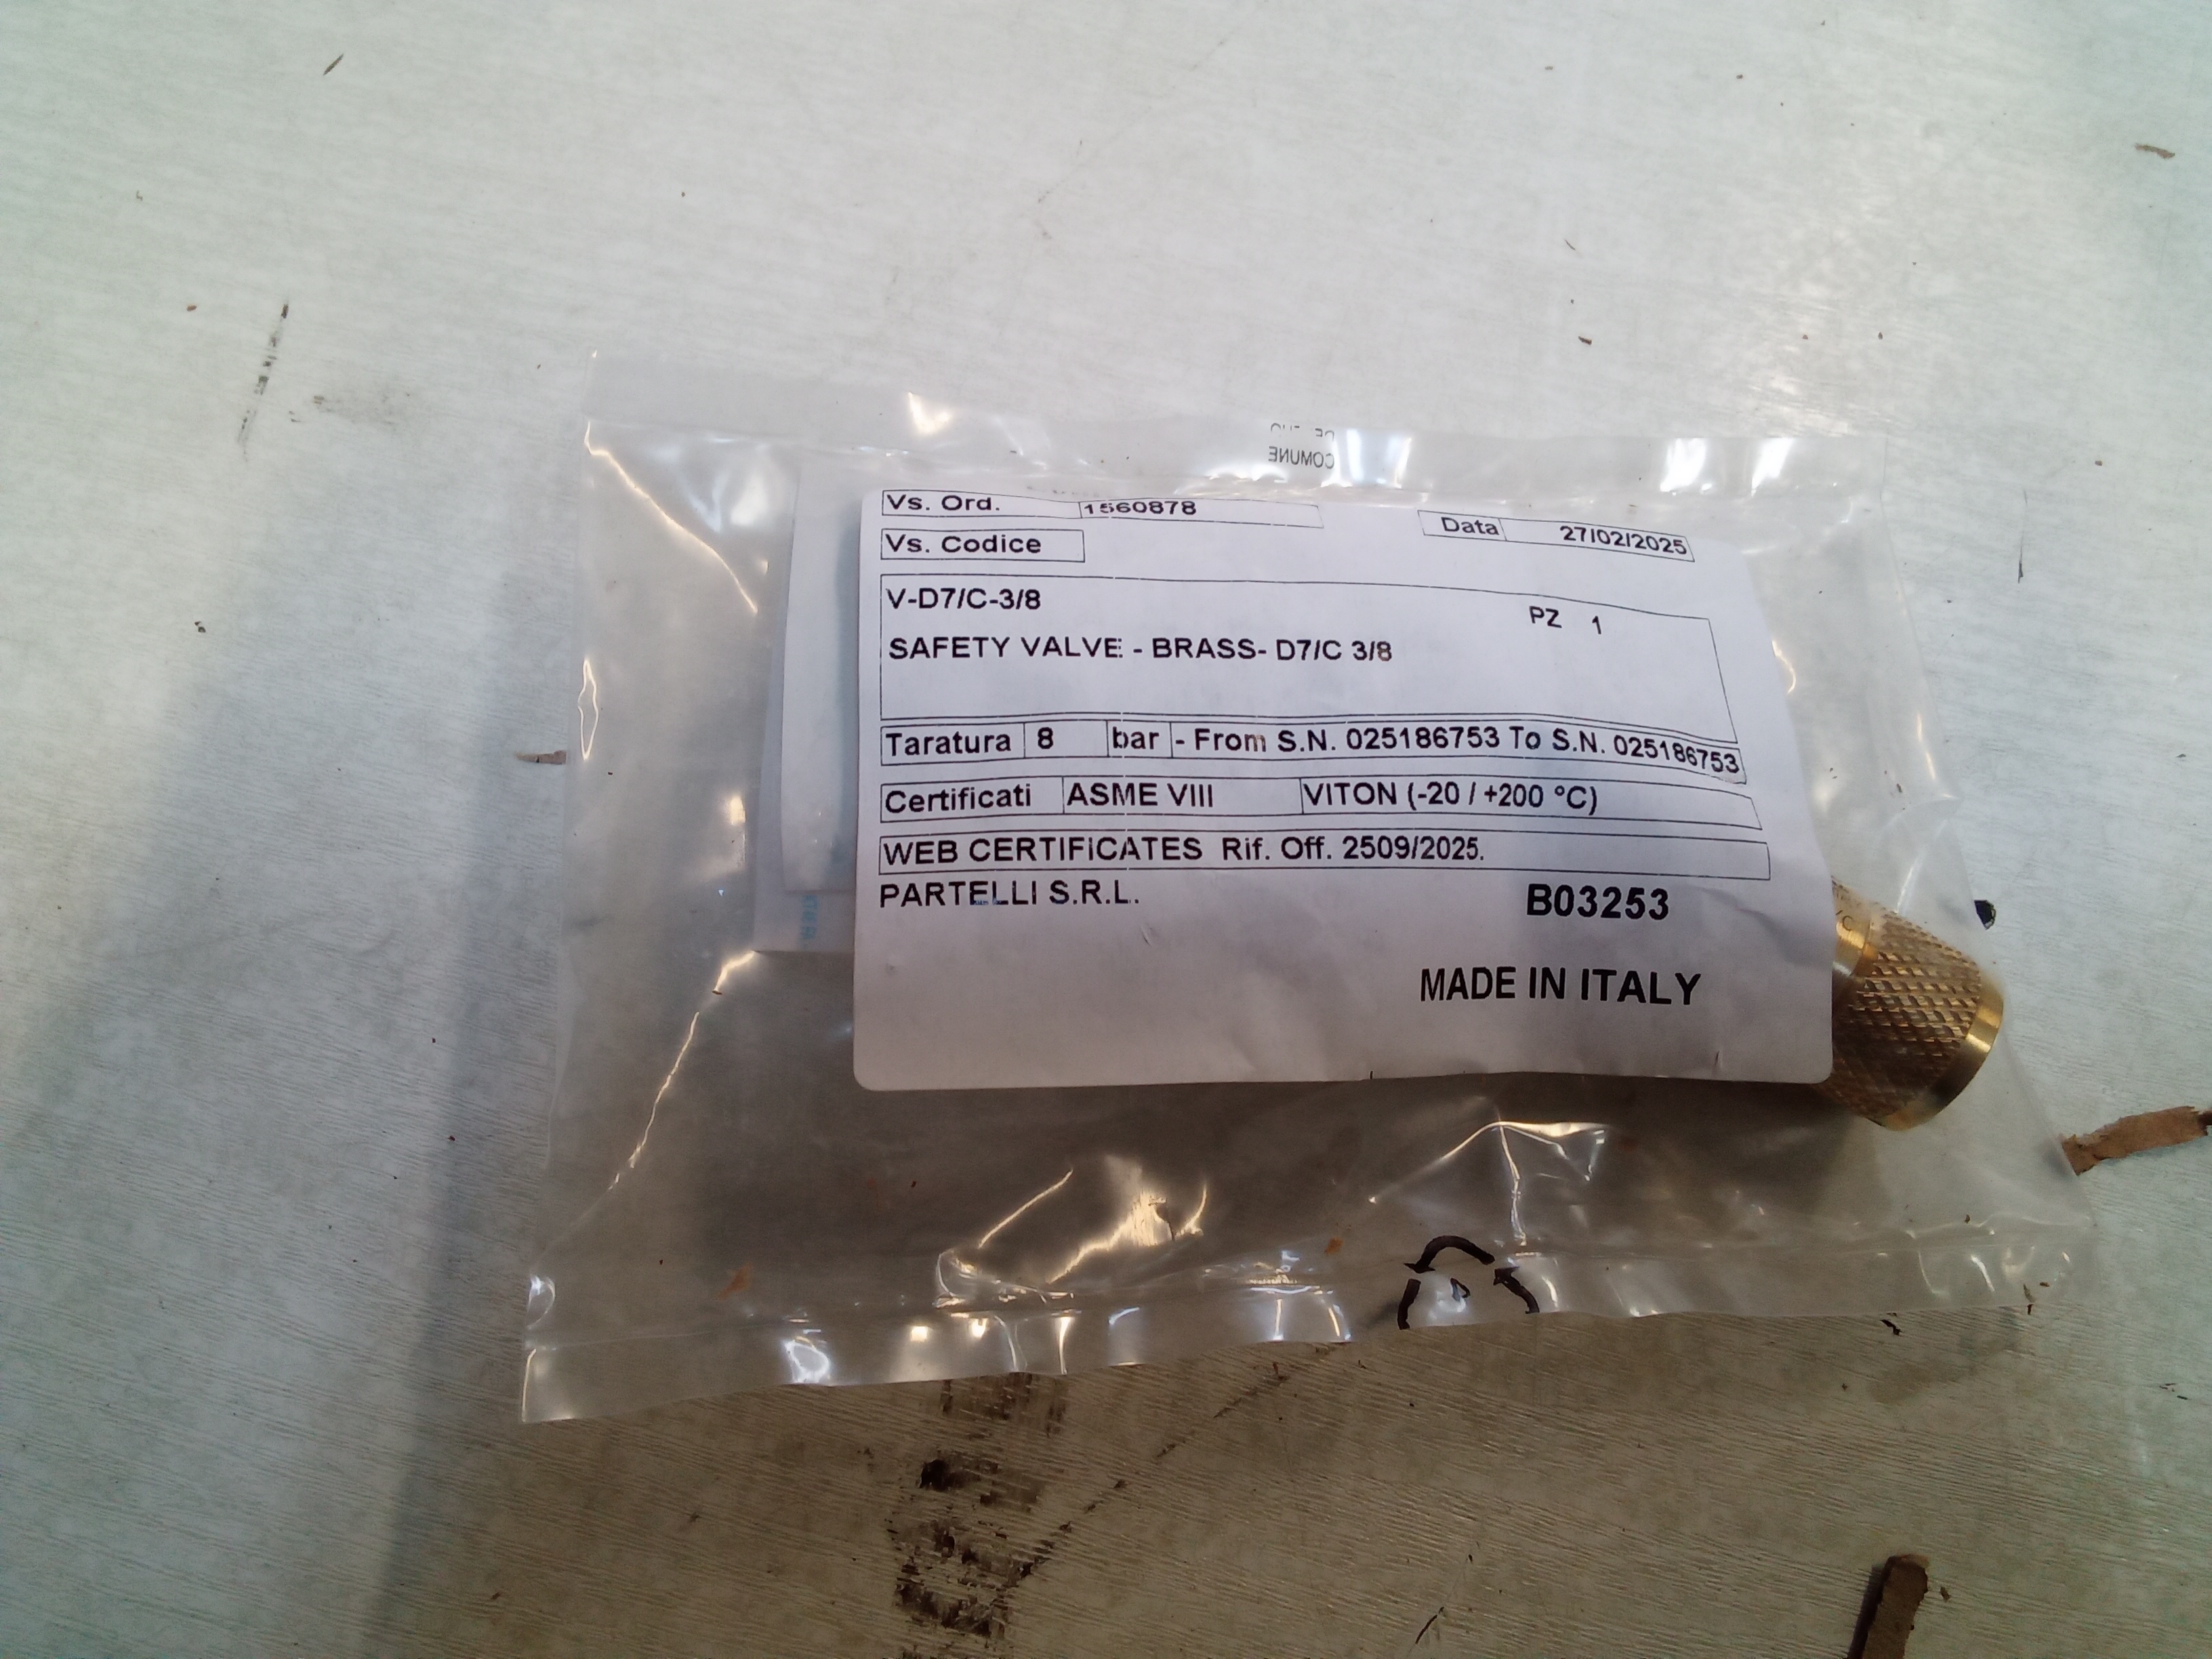 COMUNE
Vs. Ord. 1560878 Data 27/02/2025
Vs. Codice
V-D7/C-3/8 PZ 1
SAFETY VALVE - BRASS- D7/C 3/8
Taratura 8 bar - From S.N. 025186753 To S.N. 025186753
Certificati ASME VIII VITON (-20 / +200 °C)
WEB CERTIFICATES Rif. Off. 2509/2025.
PARTELLI S.R.L. B03253
MADE IN ITALY